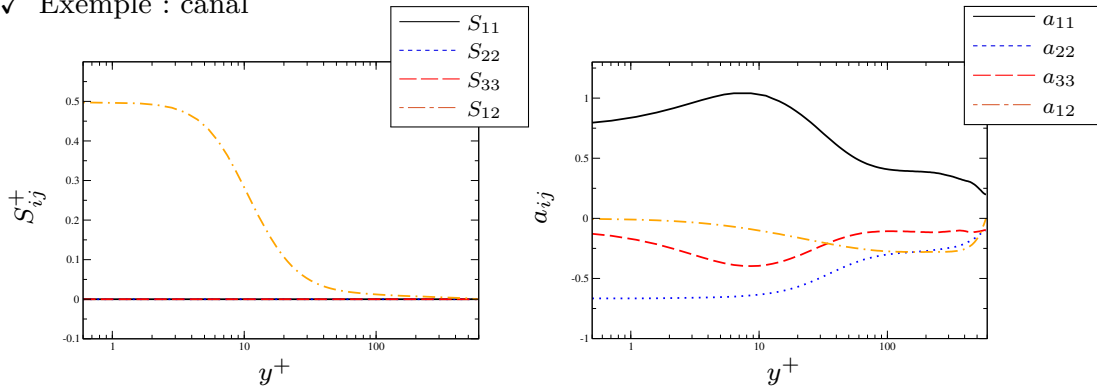 ✓ Exemple : canal
S₁₁
S₂₂
S₃₃
S₁₂
0.5
0.4
0.3
0.2
0.1
0
-0.1
1
10
100
y⁺
S⁺ᵢⱼ
a₁₁
a₂₂
a₃₃
a₁₂
1
0.5
0
-0.5
-1
1
10
100
y⁺
aᵢⱼ